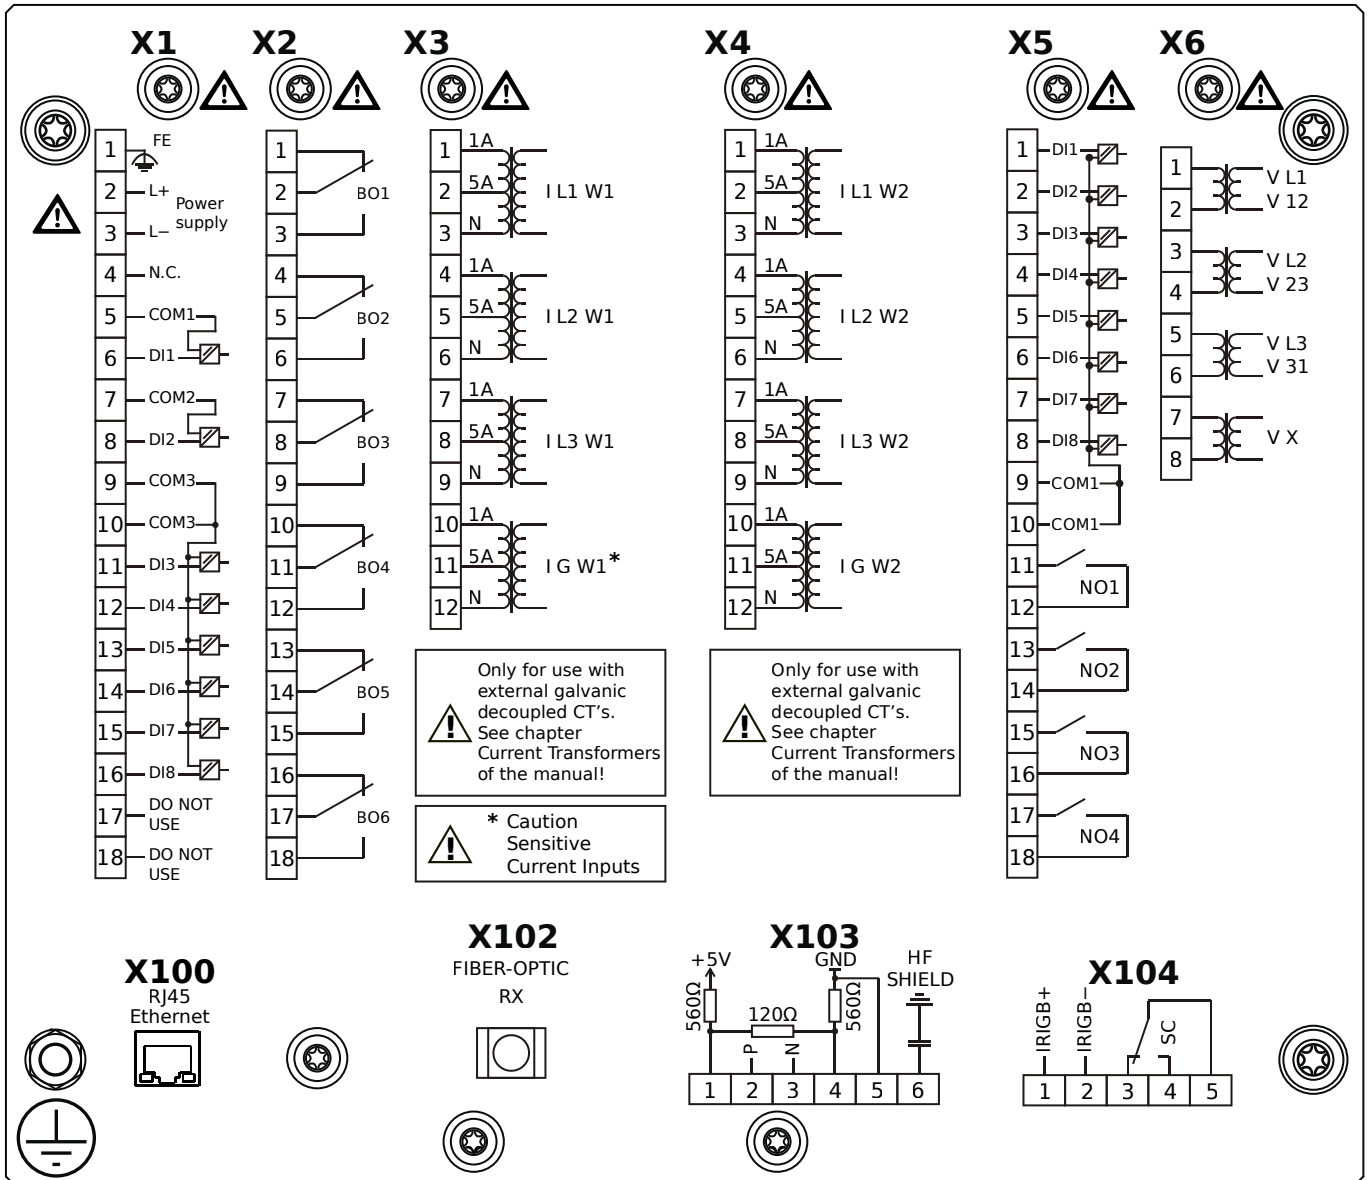 X1
X2
X3
X4
X5
X6
1
FE
2
L+
Power
supply
3
L−
4
N.C.
5
COM1
6
DI1
7
COM2
8
DI2
9
COM3
10
COM3
11
DI3
12
DI4
13
DI5
14
DI6
15
DI7
16
DI8
17
DO NOT
USE
18
DO NOT
USE
1
2
BO1
3
4
5
BO2
6
7
8
BO3
9
10
11
BO4
12
13
14
BO5
15
16
17
BO6
18
1
1A
2
5A
I L1 W1
3
N
4
1A
5
5A
I L2 W1
6
N
7
1A
8
5A
I L3 W1
9
N
10
1A
11
5A
I G W1*
12
N
Only for use with
external galvanic
decoupled CT's.
See chapter
Current Transformers
of the manual!
* Caution
Sensitive
Current Inputs
1
1A
2
5A
I L1 W2
3
N
4
1A
5
5A
I L2 W2
6
N
7
1A
8
5A
I L3 W2
9
N
10
1A
11
5A
I G W2
12
N
Only for use with
external galvanic
decoupled CT's.
See chapter
Current Transformers
of the manual!
1
DI1
2
DI2
3
DI3
4
DI4
5
DI5
6
DI6
7
DI7
8
DI8
9
COM1
10
COM1
11
NO1
12
13
NO2
14
15
NO3
16
17
NO4
18
1
V L1
2
V 12
3
V L2
4
V 23
5
V L3
6
V 31
7
V X
8
X100
RJ45
Ethernet
X102
FIBER-OPTIC
RX
X103
+5V
GND
HF
SHIELD
560Ω
120Ω
560Ω
P
N
1 2 3 4 5 6
X104
IRIGB+
IRIGB−
SC
1 2 3 4 5